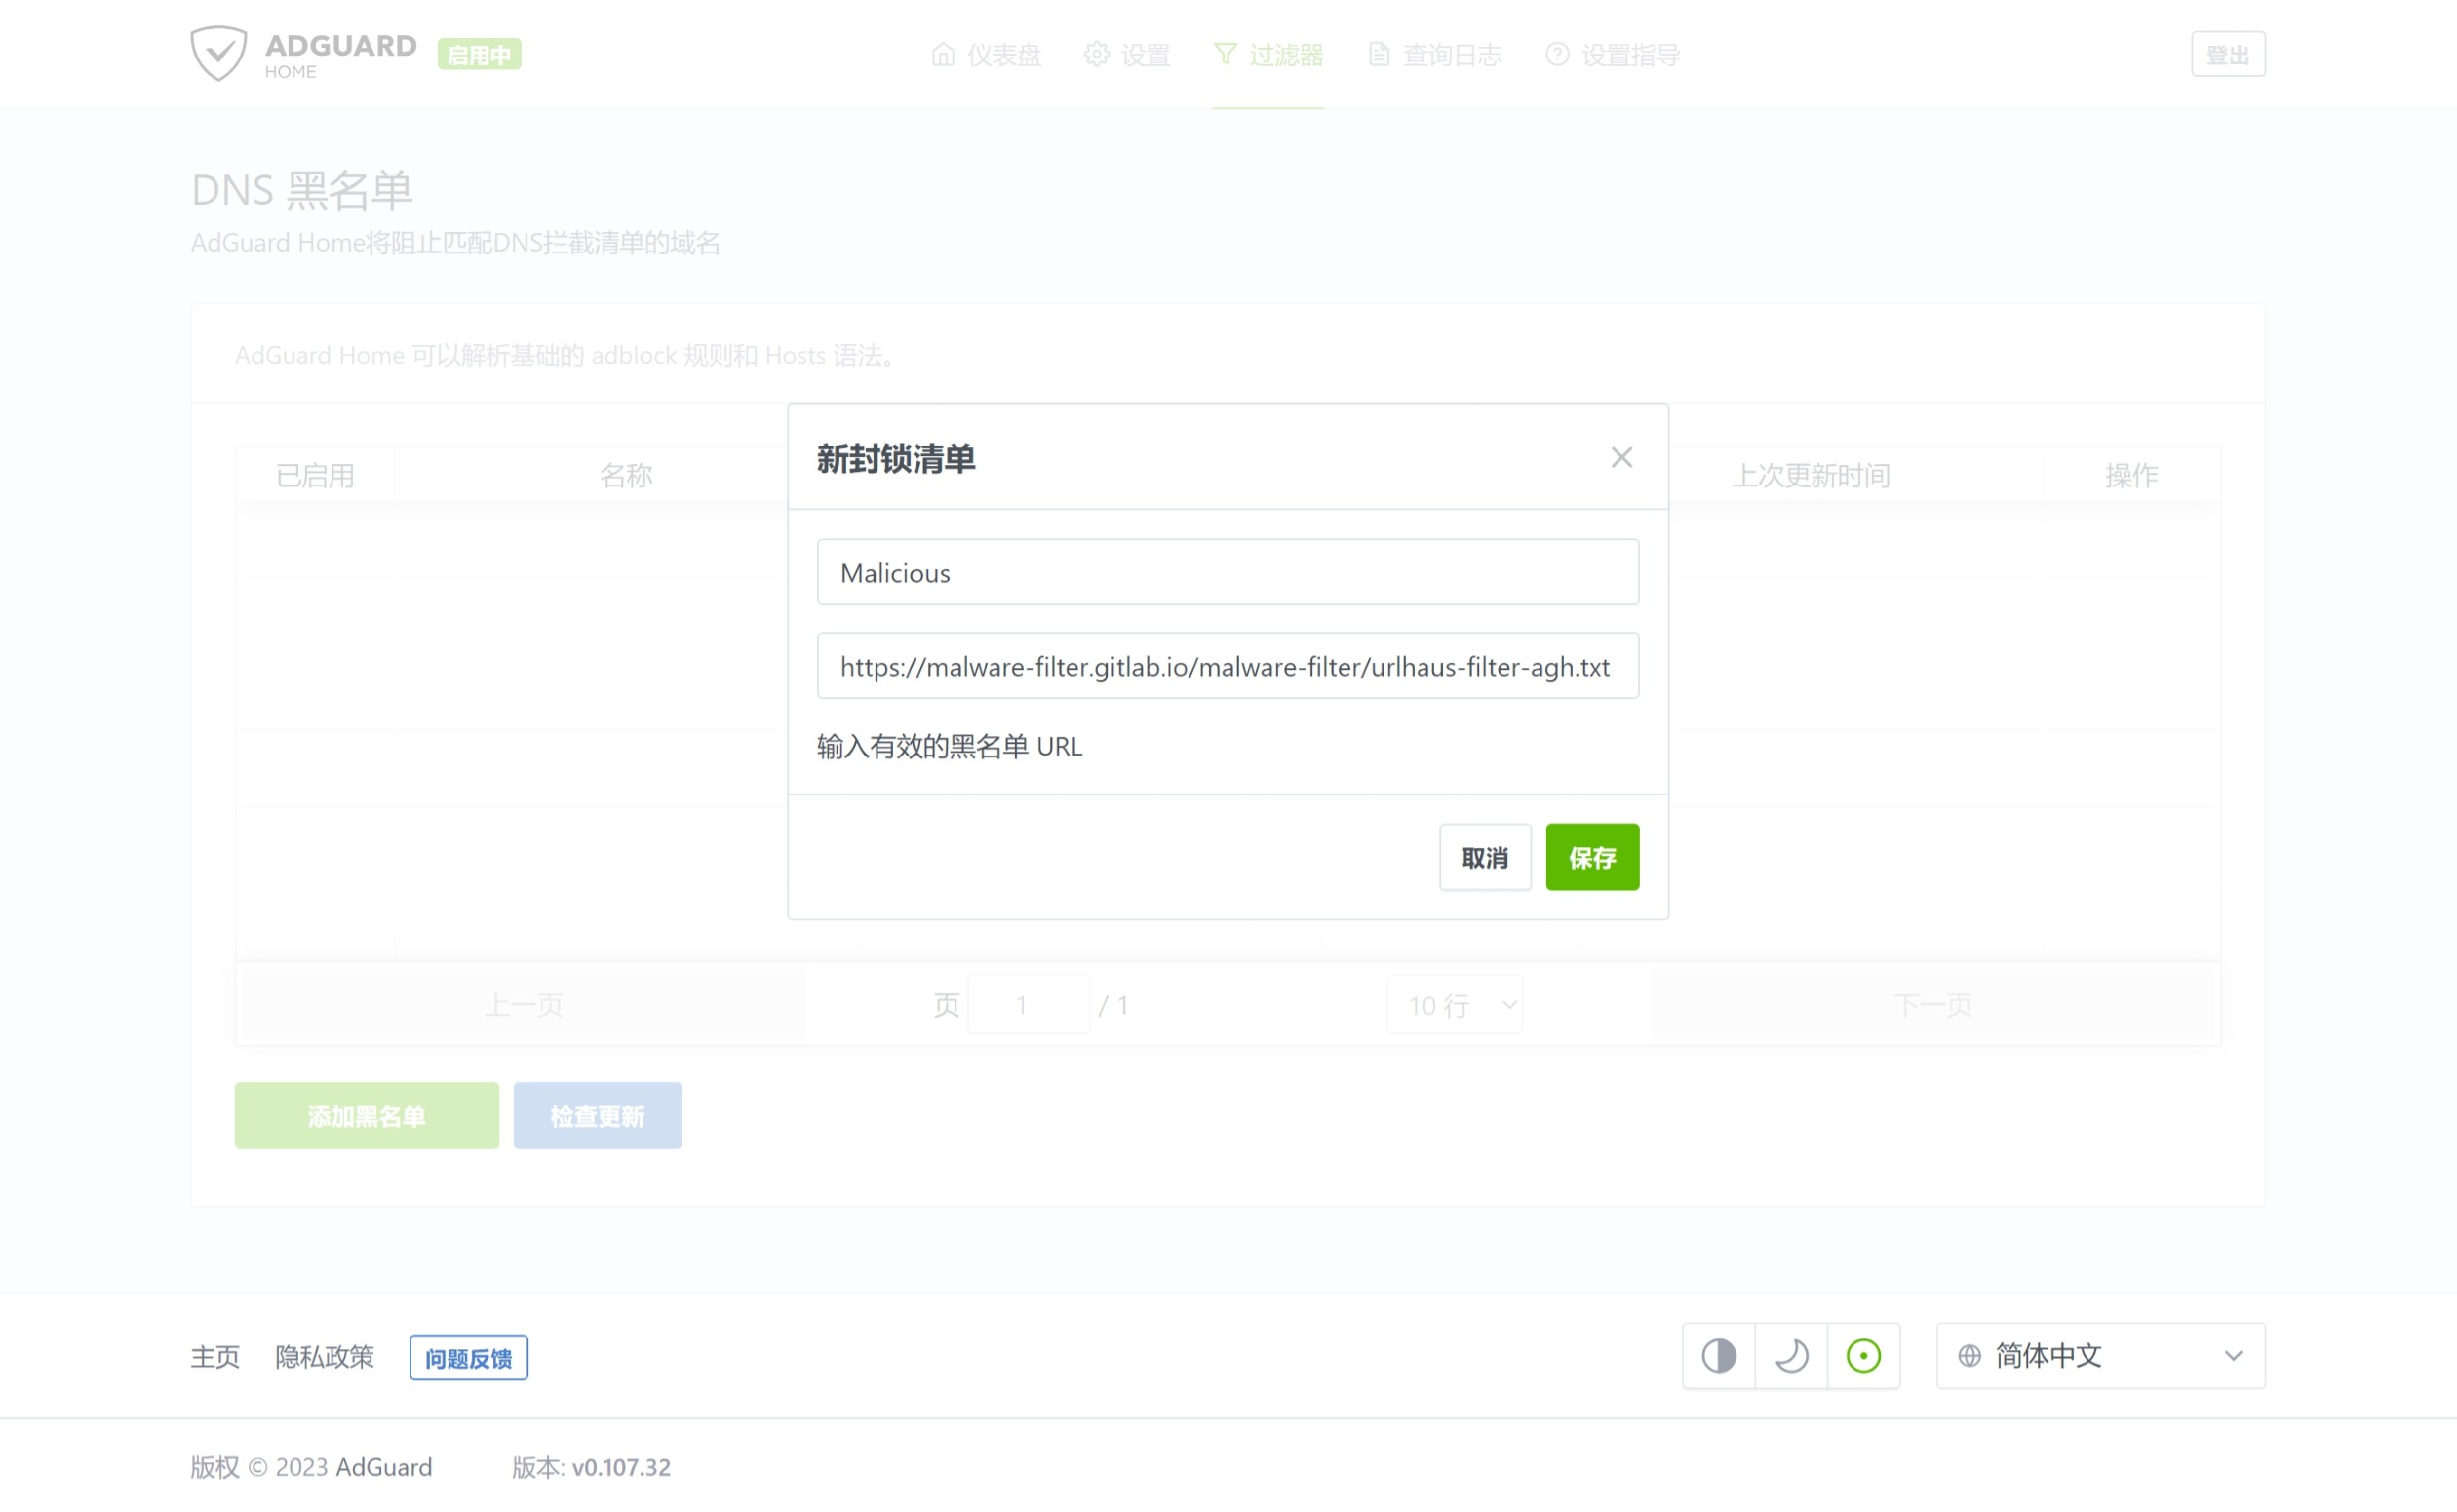 ADGUARD
HOME
启用中
仪表盘
设置
过滤器
查询日志
设置指导
登出
DNS 黑名单
AdGuard Home将阻止匹配DNS拦截清单的域名
AdGuard Home 可以解析基础的 adblock 规则和 Hosts 语法。
已启用
名称
上次更新时间
操作
新封锁清单
Malicious
https://malware-filter.gitlab.io/malware-filter/urlhaus-filter-agh.txt
输入有效的黑名单 URL
取消
保存
上一页
页 1 / 1
10 行
下一页
添加黑名单
检查更新
主页
隐私政策
问题反馈
简体中文
版权 © 2023 AdGuard
版本: v0.107.32